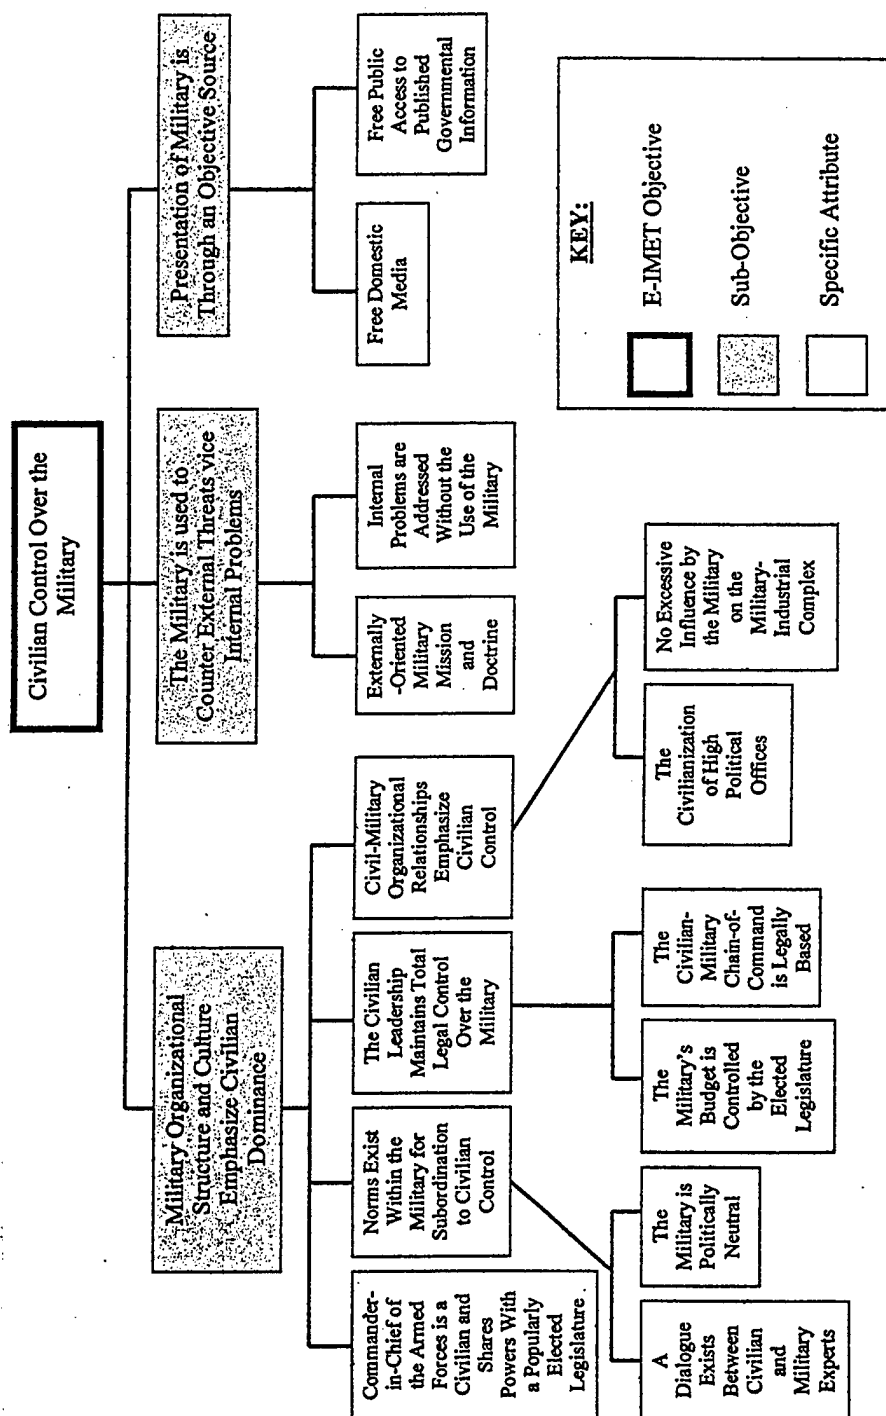 Civilian Control Over the
Military
Military Organizational
Structure and Culture
Emphasize Civilian
Dominance
The Military is used to
Counter External Threats vice
Internal Problems
Presentation of Military is
Through an Objective Source
Commander-
in-Chief of
the Armed
Forces is a
Civilian and
Shares
Powers With
a Popularly
Elected
Legislature
Norms Exist
Within the
Military for
Subordination
to Civilian
Control
The Civilian
Leadership
Maintains Total
Legal Control
Over the
Military
Civil-Military
Organizational
Relationships
Emphasize
Civilian
Control
Externally
-Oriented
Military
Mission
and
Doctrine
Internal
Problems are
Addressed
Without the
Use of the
Military
Free Domestic
Media
Free Public
Access to
Published
Governmental
Information
A
Dialogue
Exists
Between
Civilian
and
Military
Experts
The
Military is
Politically
Neutral
The
Military's
Budget is
Controlled
by the
Elected
Legislature
The
Civilian-
Military
Chain-of-
Command
is Legally
Based
The
Civilianization
of High
Political
Offices
No Excessive
Influence by
the Military
on the
Military-
Industrial
Complex
KEY:
E-IMET Objective
Sub-Objective
Specific Attribute